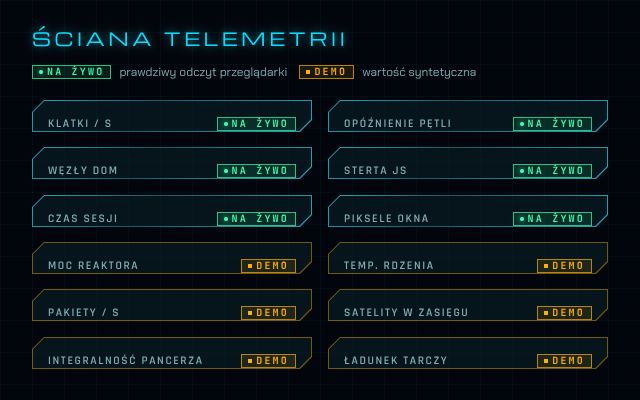 ŚCIANA TELEMETRII
NA ŻYWO prawdziwy odczyt przeglądarki DEMO wartość syntetyczna
KLATKI / S NA ŻYWO
OPÓŹNIENIE PĘTLI NA ŻYWO
WĘZŁY DOM NA ŻYWO
STERTA JS NA ŻYWO
CZAS SESJI NA ŻYWO
PIKSELE OKNA NA ŻYWO
MOC REAKTORA DEMO
TEMP. RDZENIA DEMO
PAKIETY / S DEMO
SATELITY W ZASIĘGU DEMO
INTEGRALNOŚĆ PANCERZA DEMO
ŁADUNEK TARCZY DEMO